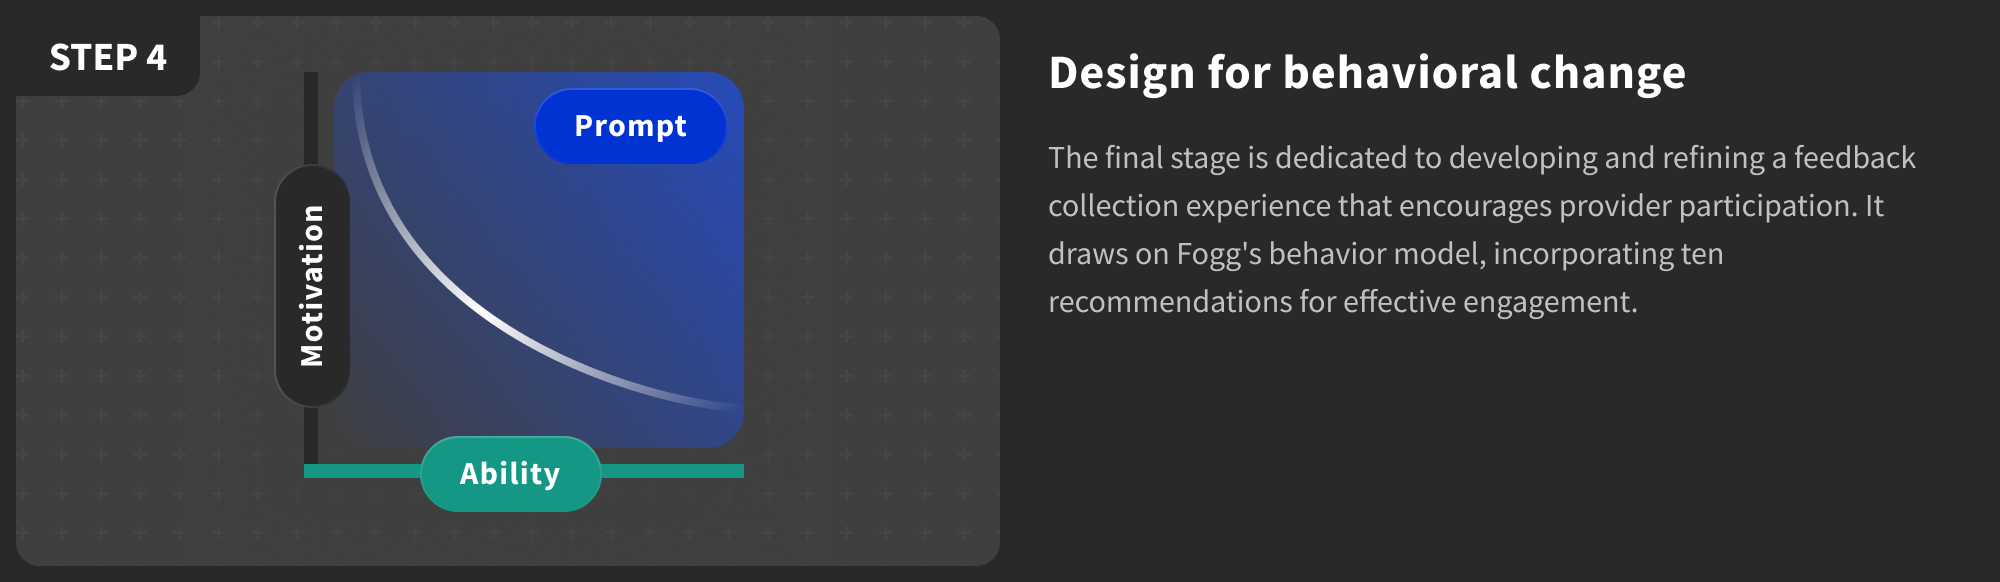 STEP 4
Prompt
Motivation
Ability
Design for behavioral change
The final stage is dedicated to developing and refining a feedback
collection experience that encourages provider participation. It
draws on Fogg's behavior model, incorporating ten
recommendations for effective engagement.